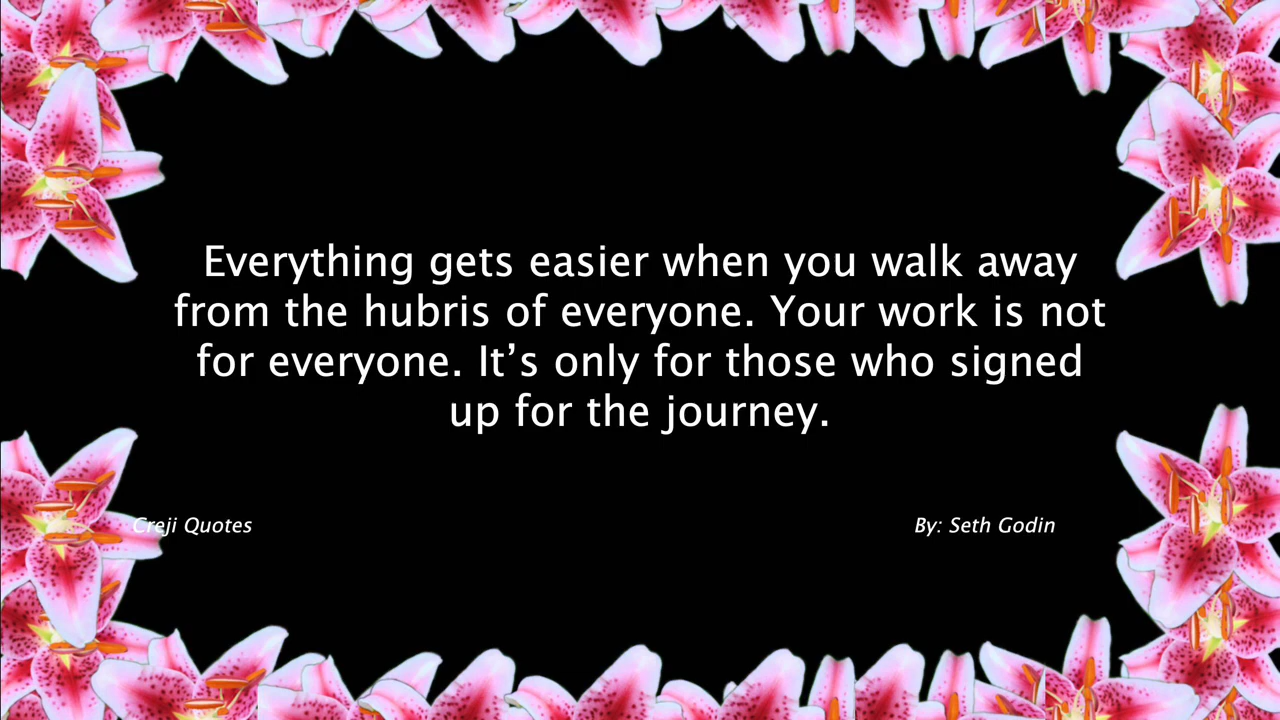 Everything gets easier when you walk away
from the hubris of everyone. Your work is not
for everyone. It’s only for those who signed
up for the journey.
Creji Quotes
By: Seth Godin